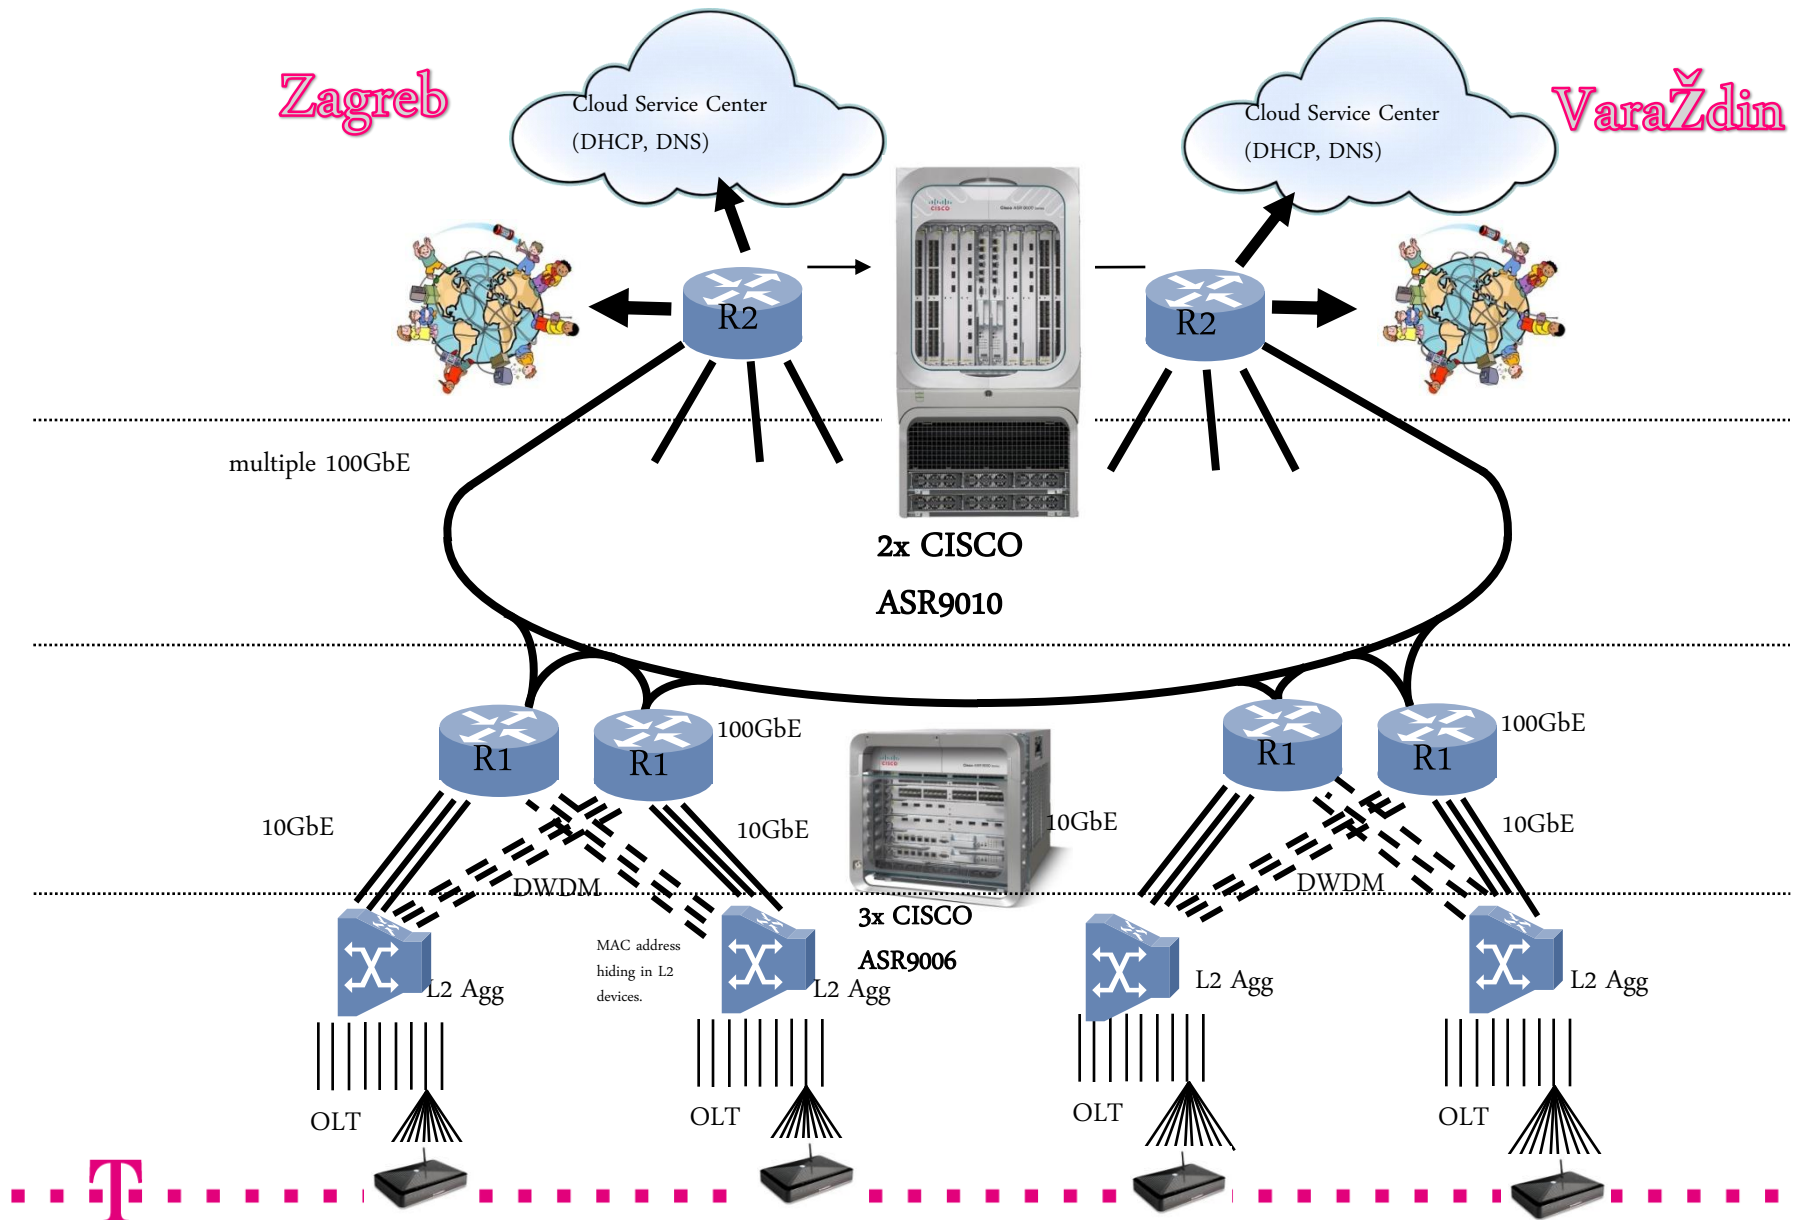 Zagreb
Cloud Service Center
(DHCP, DNS)
Cloud Service Center
(DHCP, DNS)
VaraŽdin
CISCO
R2
R2
multiple 100GbE
2x CISCO
ASR9010
R1
R1
100GbE
R1
R1
100GbE
CISCO
10GbE
10GbE
10GbE
10GbE
DWDM
DWDM
3x CISCO
ASR9006
MAC address
hiding in L2
devices.
L2 Agg
L2 Agg
L2 Agg
L2 Agg
OLT
OLT
OLT
OLT
T